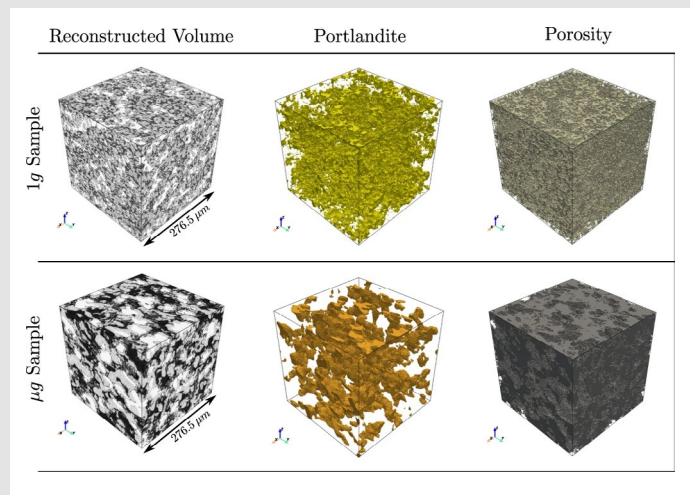 Reconstructed Volume Portlandite Porosity
1g Sample
276.5 μm
μg Sample
276.5 μm